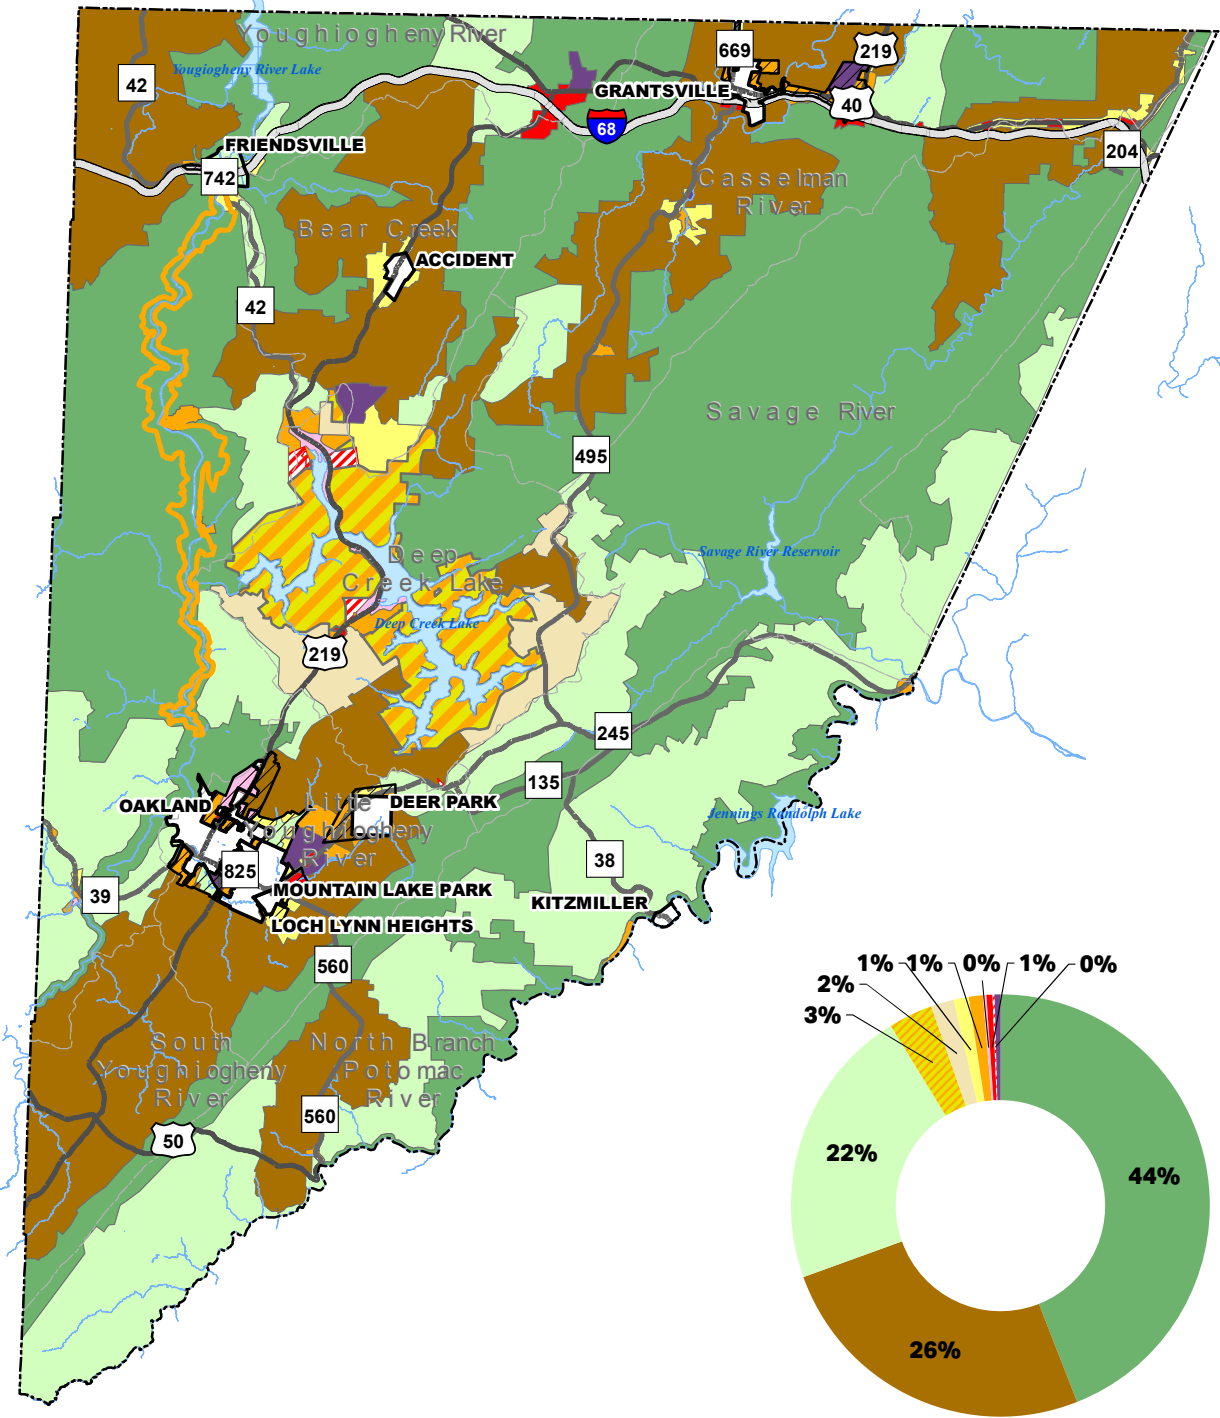 Youghiogheny River
669
219
42
Yougiogheny River Lake
GRANTSVILLE
40
68
FRIENDSVILLE
204
742
Casselman
River
Bear Creek
ACCIDENT
42
Savage River
495
Deep
Creek Lake
Savage River Reservoir
Deep Creek Lake
219
245
135
OAKLAND
Little
Youghiogheny
River
DEER PARK
Jennings Randolph Lake
825
38
39
MOUNTAIN LAKE PARK
KITZMILLER
LOCH LYNN HEIGHTS
560
1%
1%
0%
1%
0%
2%
3%
South
Youghiogheny
River
North Branch
Potomac
River
560
50
22%
44%
26%